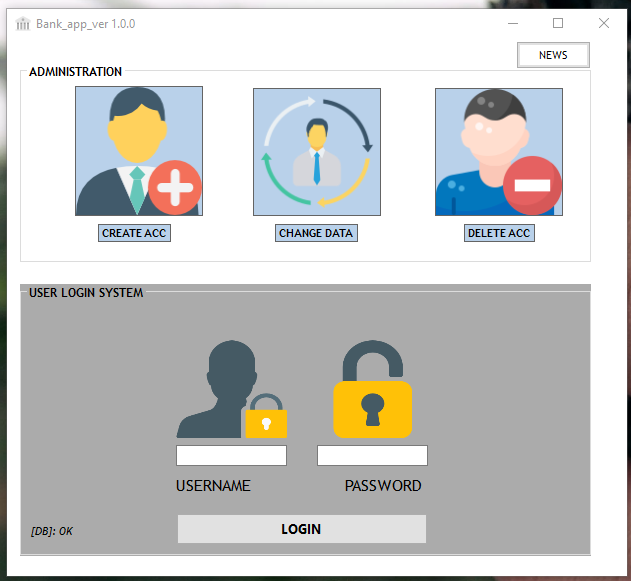 Bank_app_ver 1.0.0
NEWS
ADMINISTRATION
CREATE ACC
CHANGE DATA
DELETE ACC
USER LOGIN SYSTEM
USERNAME
PASSWORD
[DB]: OK
LOGIN